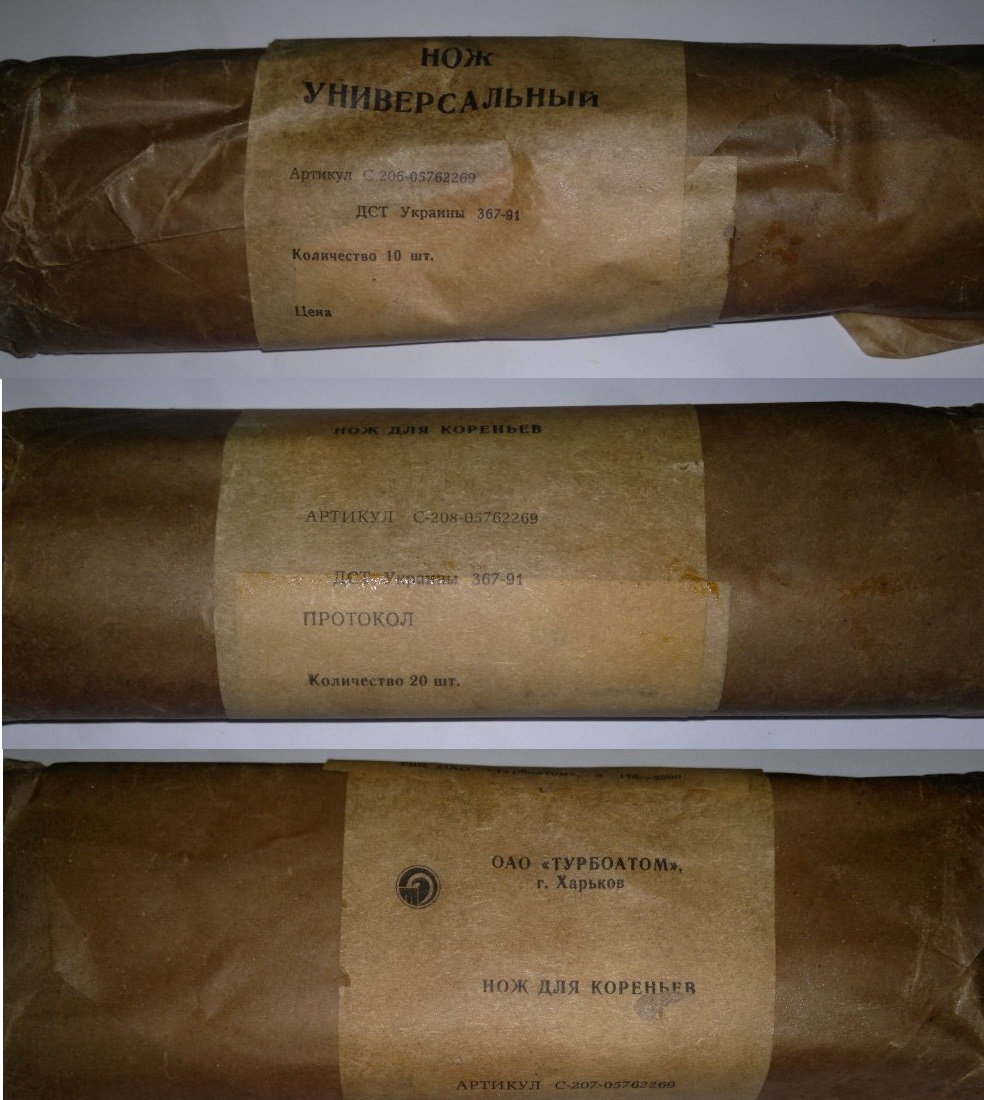 НОЖ
УНИВЕРСАЛЬНЫЙ
Артикул С 206-05762269
ДСТ Украины 367-91
Количество 10 шт.
Цена
НОЖ ДЛЯ КОРЕНЬЕВ
АРТИКУЛ С-208-05762269
ДСТ Украины 367-91
ПРОТОКОЛ
Количество 20 шт.
ОАО «ТУРБОАТОМ»,
г. Харьков
НОЖ ДЛЯ КОРЕНЬЕВ
АРТИКУЛ С-207-05762269